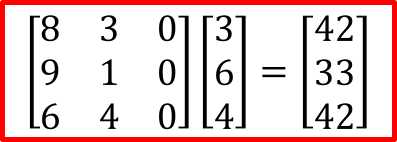 [8 3 0] [3] [42]
[9 1 0] [6] = [33]
[6 4 0] [4] [42]